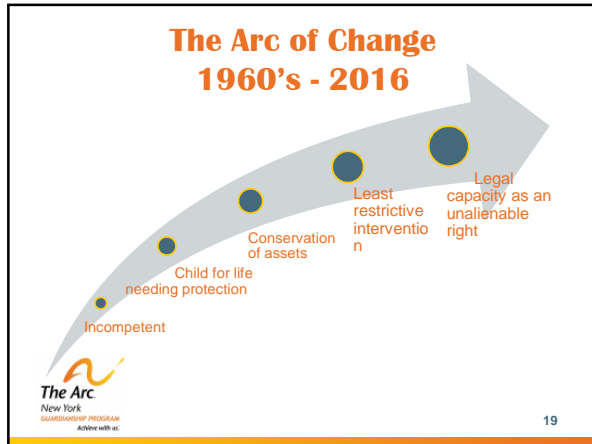 The Arc of Change
1960's - 2016
Legal
capacity as an
unalienable
right
Least
restrictive
interventio
n
Conservation
of assets
Child for life
needing protection
Incompetent
The Arc.
New York
GUARDIANSHIP PROGRAM
Achieve with us.
19